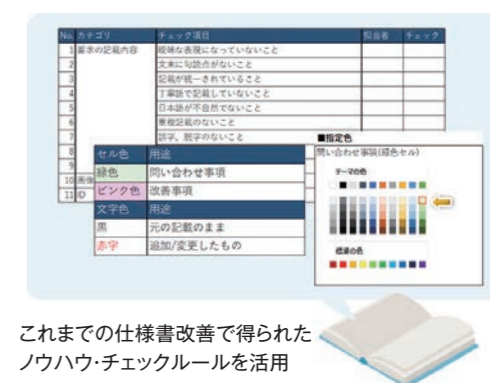 No. カテゴリ チェック項目 担当者 チェック
1 要求の記載内容 曖昧な表現になっていないこと
2 文末に句読点がないこと
3 記載が統一されていること
4 丁寧語で記載していないこと
5 日本語が不自然でないこと
6 重複記載のないこと
7 誤字、脱字のないこと
8
9
10 画像
11 ID
セル色 用途
緑色 問い合わせ事項
ピンク色 改善事項
文字色 用途
黒 元の記載のまま
赤字 追加/変更したもの
■指定色
問い合わせ事項(緑色セル)
テーマの色
標準の色
これまでの仕様書改善で得られた
ノウハウ・チェックルールを活用